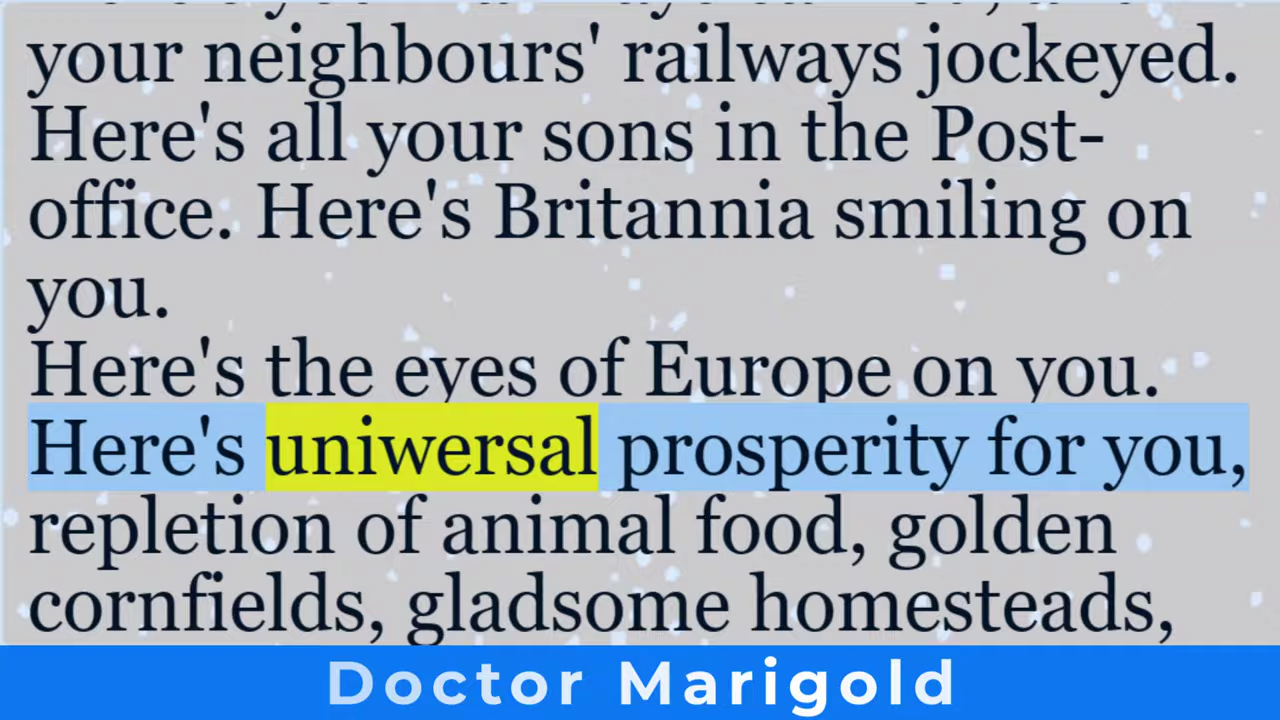 your neighbours' railways jockeyed.
Here's all your sons in the Post-
office. Here's Britannia smiling on
you.
Here's the eyes of Europe on you.
Here's uniwersal prosperity for you,
repletion of animal food, golden
cornfields, gladsome homesteads,
Doctor Marigold